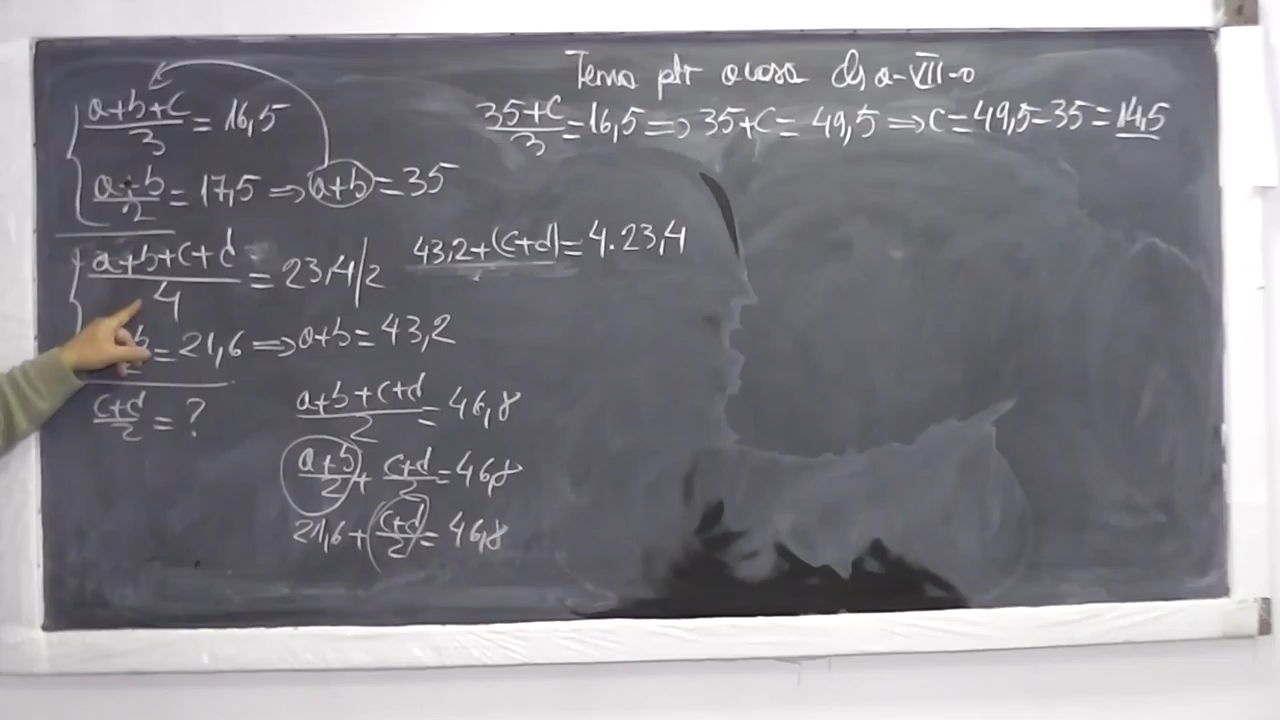 Tema ptr acasa cls a-VII-a
(a+b+c)/3 = 16,5
(35+c)/3 = 16,5 => 35+c = 49,5 => c = 49,5-35 = 14,5
(a+b)/2 = 17,5 => a+b = 35
(a+b+c+d)/4 = 23,4 /2
43,2+(c+d) = 4.23,4
b = 21,6 => a+b = 43,2
(c+d)/2 = ?
(a+b+c+d)/2 = 46,8
(a+b)/2 + (c+d)/2 = 46,8
21,6 + (c+d)/2 = 46,8